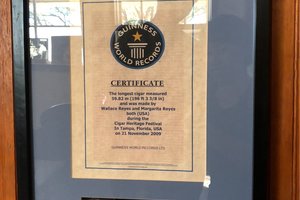 GUINNESS
WORLD RECORDS
CERTIFICATE
The longest cigar measured
59.82 m (196 ft 3 1/8 in)
and was made by
Wallace Reyes and Margarita Reyes
both (USA)
during the
Cigar Heritage Festival
in Tampa, Florida, USA
on 21 November 2009
GUINNESS WORLD RECORDS LTD